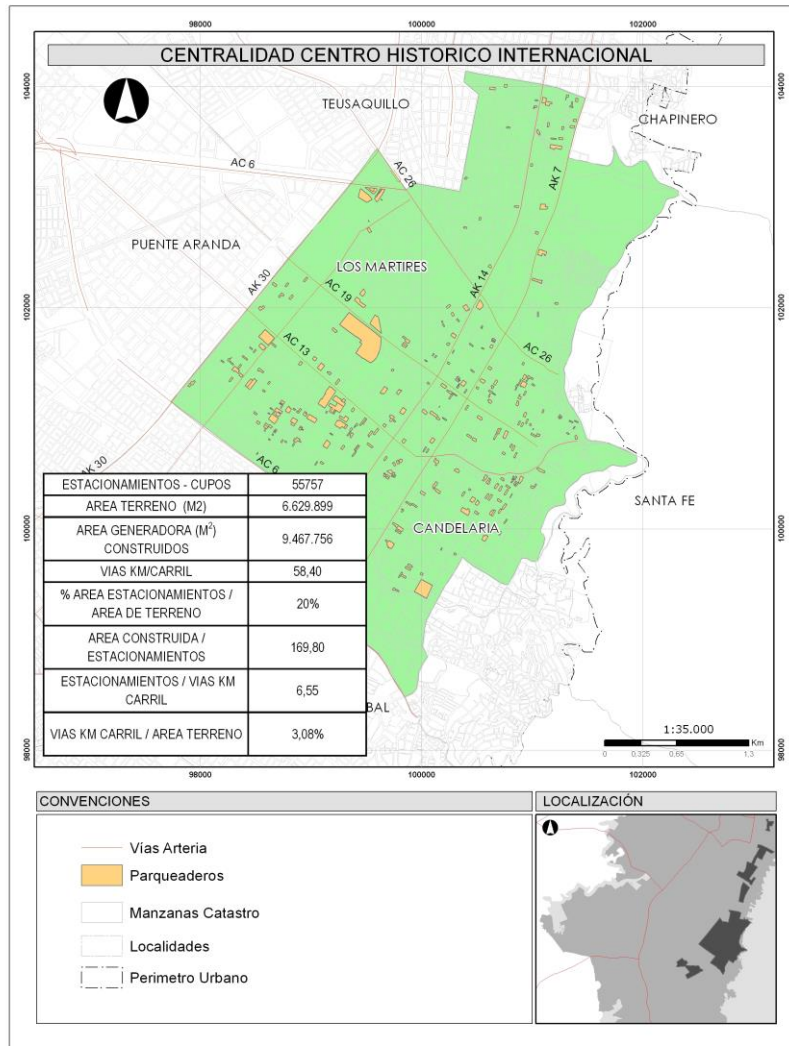 98000 100000 102000
CENTRALIDAD CENTRO HISTORICO INTERNACIONAL
104000 104000
TEUSAQUILLO
CHAPINERO
AC 6
AC 26
AK 7
PUENTE ARANDA
LOS MARTIRES
AK 30
AK 14
AC 19
102000 102000
AC 13
AC 26
AK 30
AC 6
ESTACIONAMIENTOS - CUPOS 55757
AREA TERRENO (M2) 6.629.899
AREA GENERADORA (M²)
CONSTRUIDOS 9.467.756
VIAS KM/CARRIL 58,40
% AREA ESTACIONAMIENTOS /
AREA DE TERRENO 20%
AREA CONSTRUIDA /
ESTACIONAMIENTOS 169,80
ESTACIONAMIENTOS / VIAS KM
CARRIL 6,55
VIAS KM CARRIL / AREA TERRENO 3,08%
SANTA FE
CANDELARIA
100000 100000
BAL
1:35.000
Km
0 0.325 0.65 1.3
98000 98000
98000 100000 102000
CONVENCIONES
Vías Arteria
Parqueaderos
Manzanas Catastro
Localidades
Perimetro Urbano
LOCALIZACIÓN